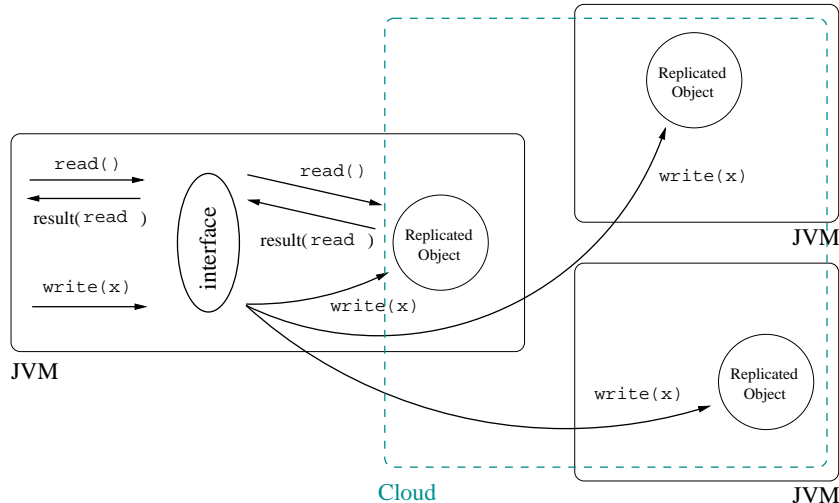 Replicated
Object
write(x)
JVM
read()
result(read )
write(x)
interface
read()
result(read )
Replicated
Object
write(x)
JVM
Replicated
Object
write(x)
JVM
Cloud